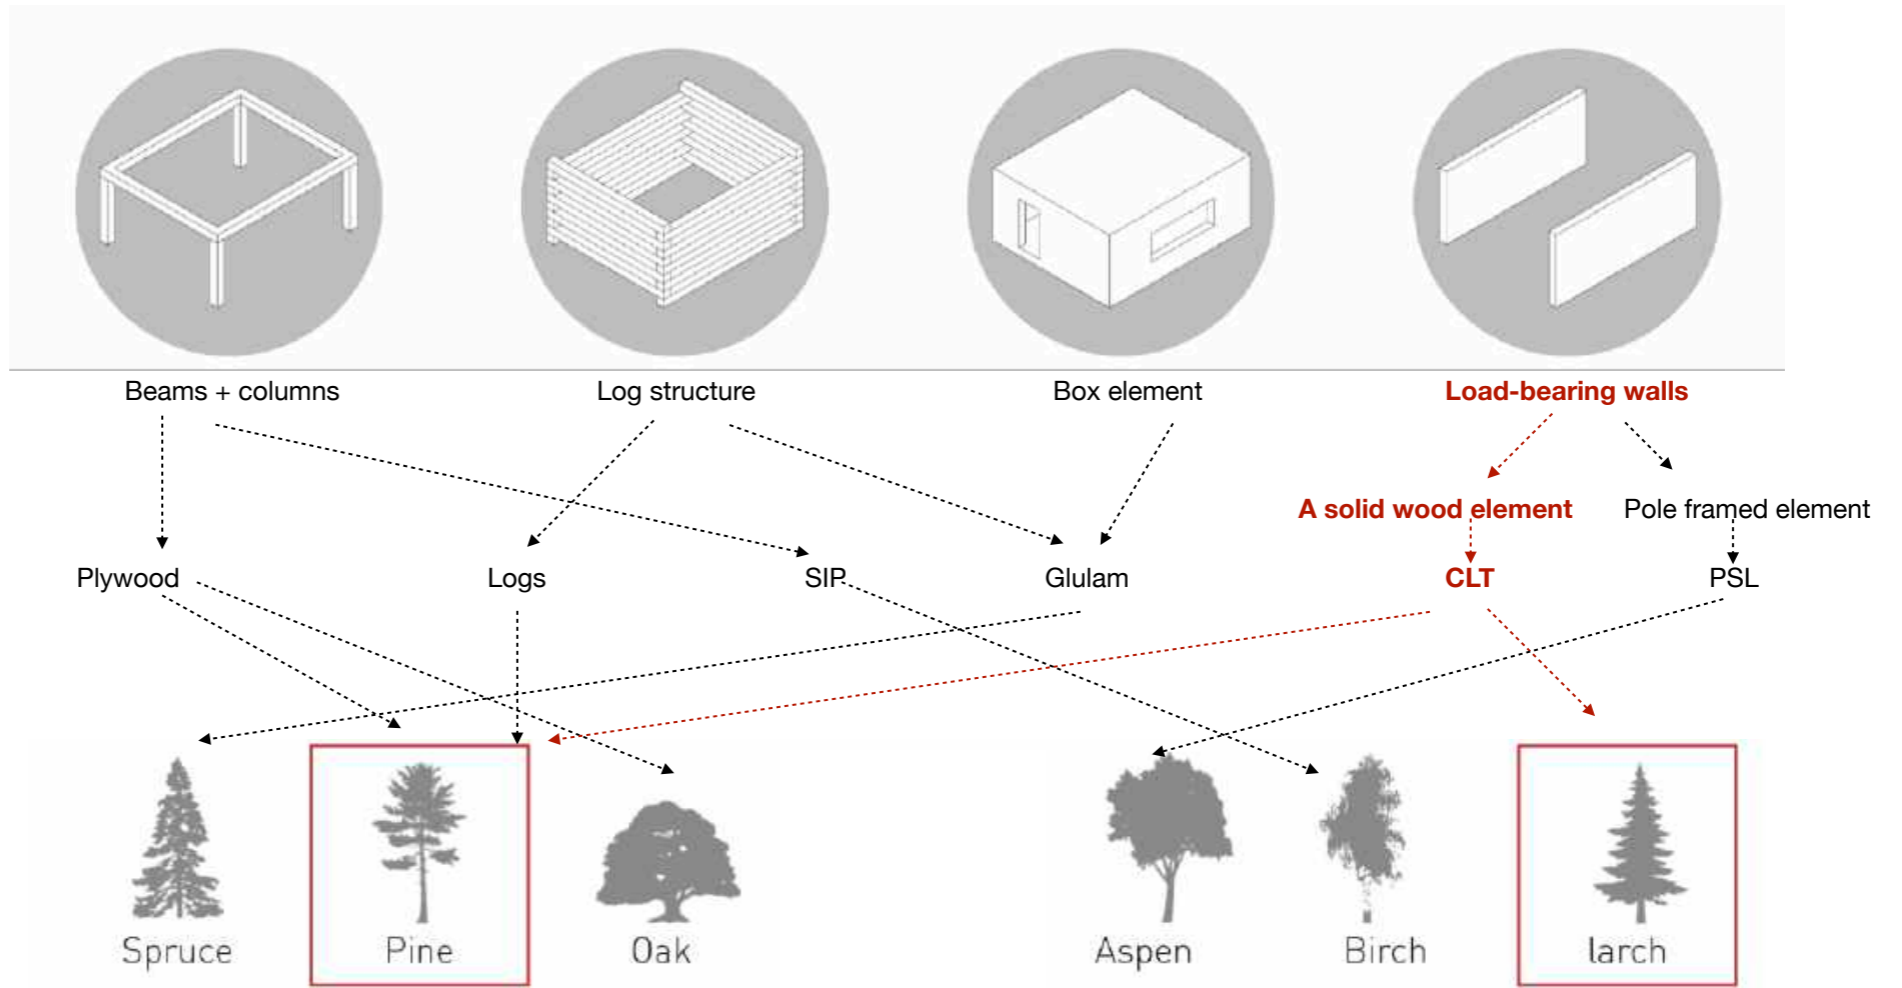 Beams + columns
Log structure
Box element
Load-bearing walls
A solid wood element
Pole framed element
Plywood
Logs
SIP
Glulam
CLT
PSL
Spruce
Pine
Oak
Aspen
Birch
larch